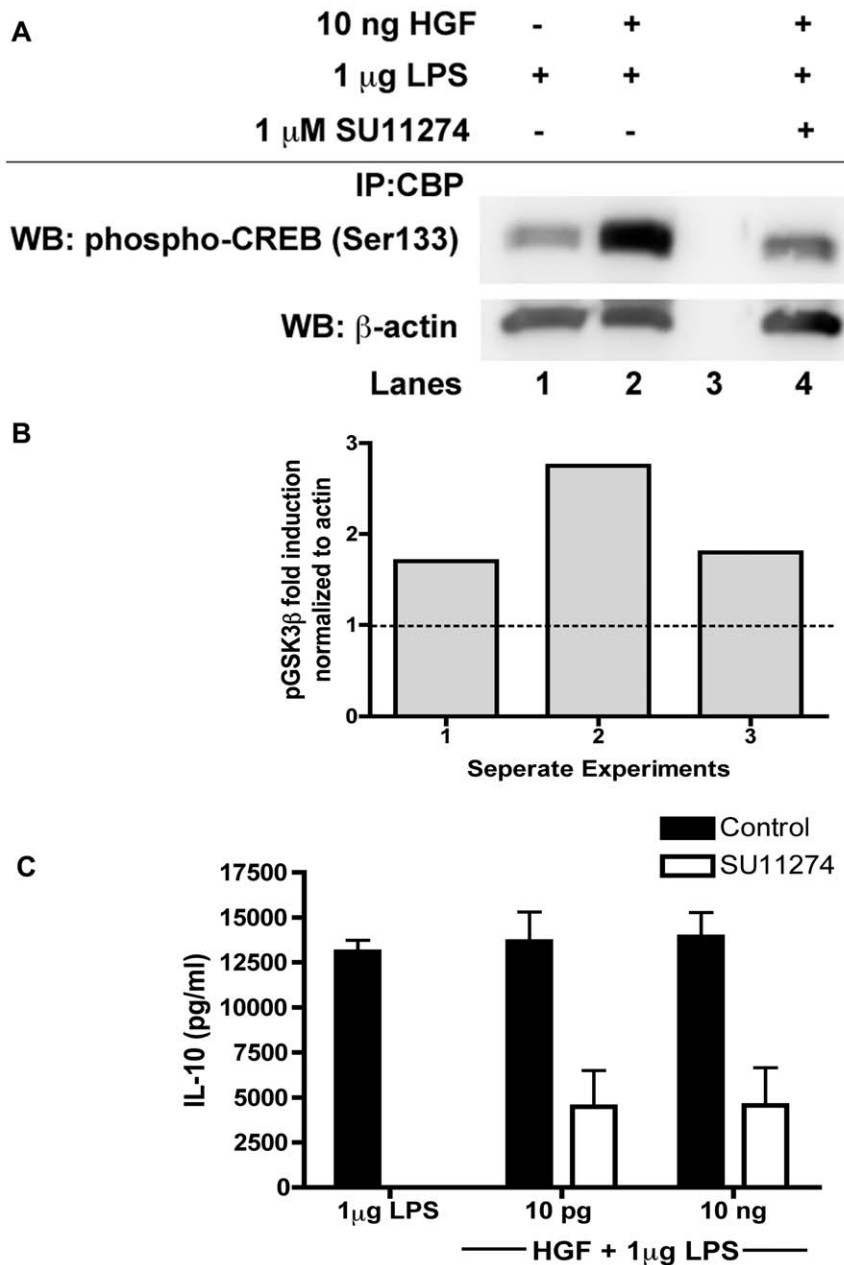 A
10 ng HGF - + +
1 μg LPS + + +
1 μM SU11274 - - +
IP:CBP
WB: phospho-CREB (Ser133)
WB: β-actin
Lanes 1 2 3 4
B
pGSK3β fold induction
normalized to actin
3
2
1
0
1 2 3
Seperate Experiments
C
Control
SU11274
IL-10 (pg/ml)
17500
15000
12500
10000
7500
5000
2500
0
1μg LPS 10 pg 10 ng
HGF + 1μg LPS